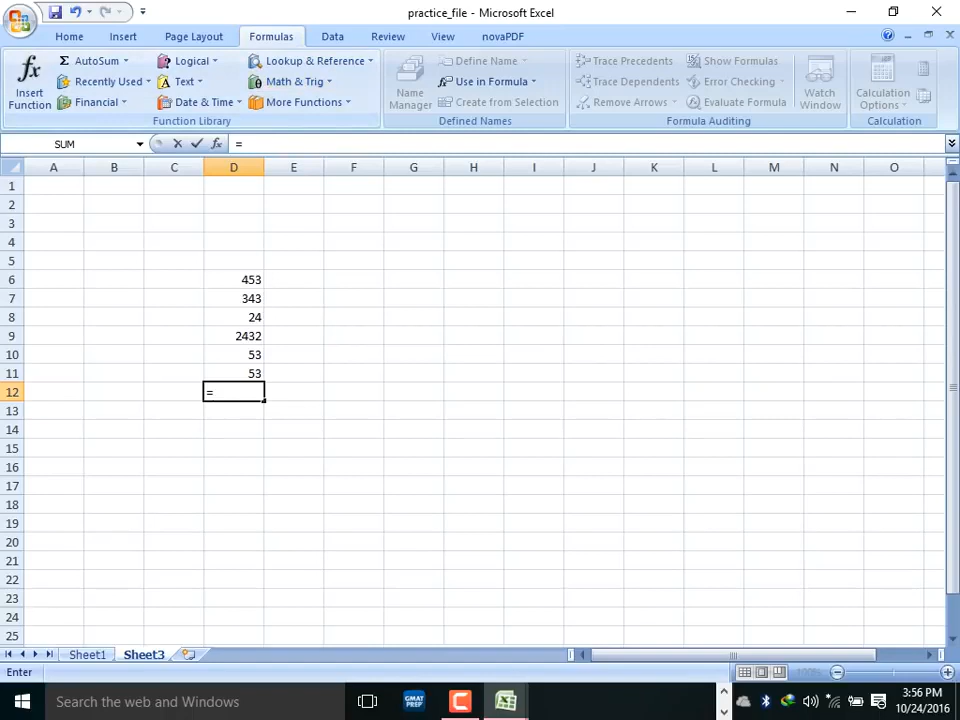 practice_file - Microsoft Excel
Home Insert Page Layout Formulas Data Review View novaPDF
fx Insert Function
Σ AutoSum
Recently Used
Financial
Logical
Text
Date & Time
Lookup & Reference
Math & Trig
More Functions
Function Library
Name Manager
Define Name
Use in Formula
Create from Selection
Defined Names
Trace Precedents
Trace Dependents
Remove Arrows
Show Formulas
Error Checking
Evaluate Formula
Watch Window
Formula Auditing
Calculation Options
Calculation
SUM fx =
A B C D E F G H I J K L M N O
1
2
3
4
5
6 453
7 343
8 24
9 2432
10 53
11 53
12 =
13
14
15
16
17
18
19
20
21
22
23
24
25
Sheet1 Sheet3
Enter 100%
Search the web and Windows
GMAT PREP
3:56 PM
10/24/2016